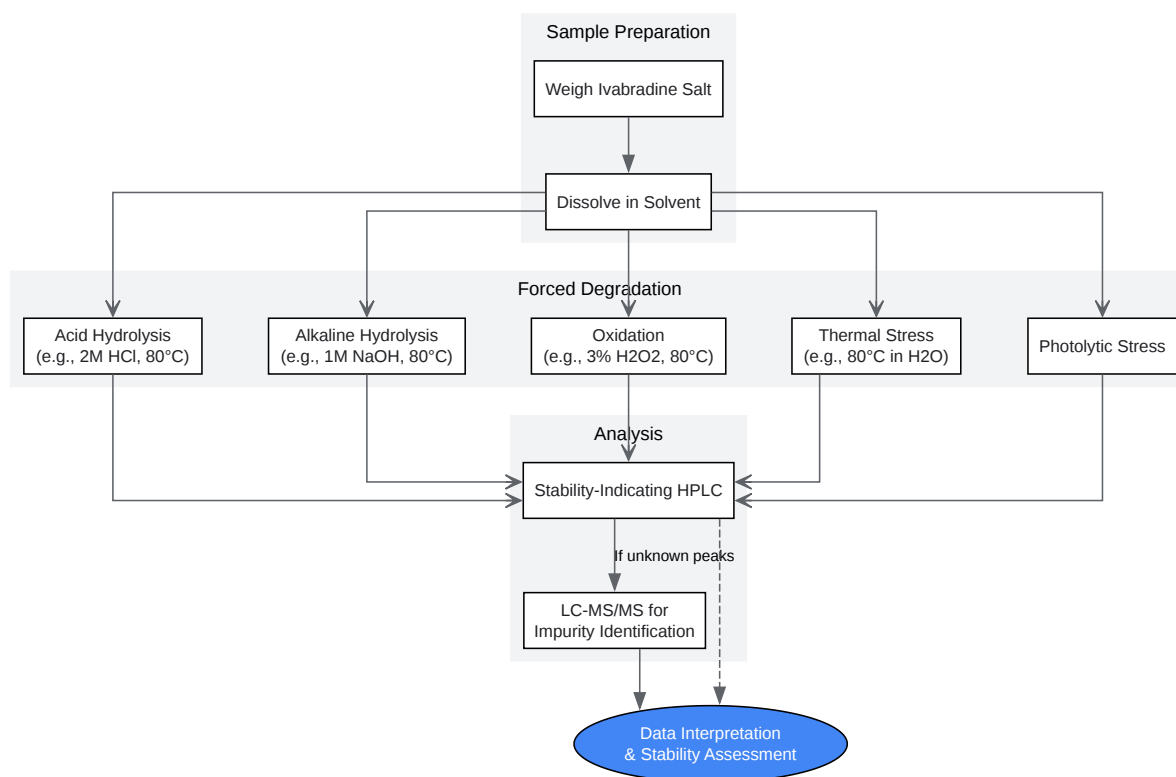 Sample Preparation
Weigh Ivabradine Salt
Dissolve in Solvent
Forced Degradation
Acid Hydrolysis
(e.g., 2M HCl, 80°C)
Alkaline Hydrolysis
(e.g., 1M NaOH, 80°C)
Oxidation
(e.g., 3% H2O2, 80°C)
Thermal Stress
(e.g., 80°C in H2O)
Photolytic Stress
Analysis
Stability-Indicating HPLC
If unknown peaks
LC-MS/MS for
Impurity Identification
Data Interpretation
& Stability Assessment